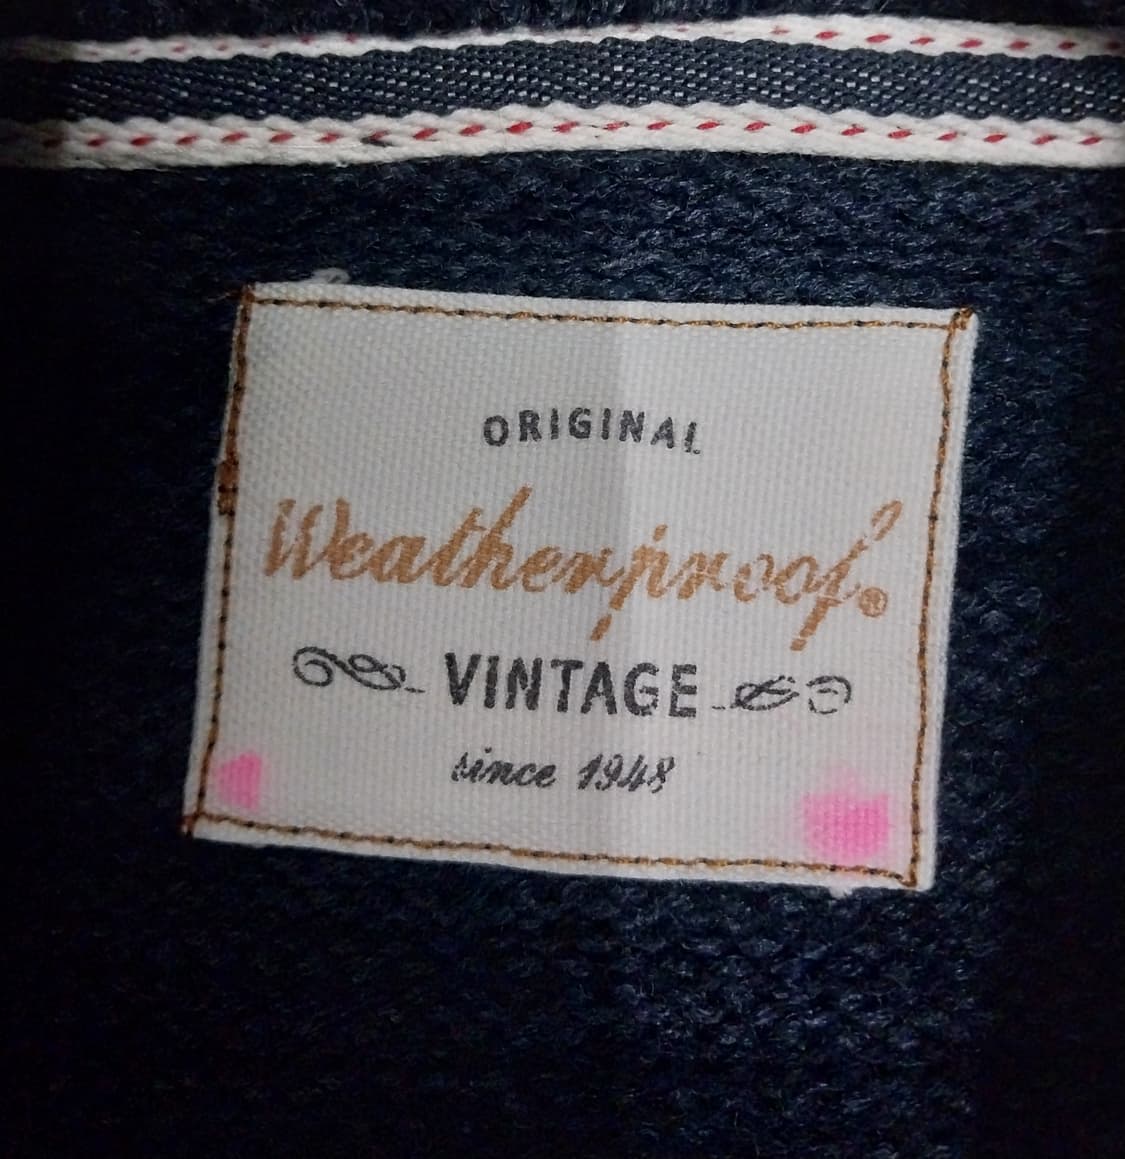 ORIGINAL
Weatherproof®
VINTAGE
since 1948